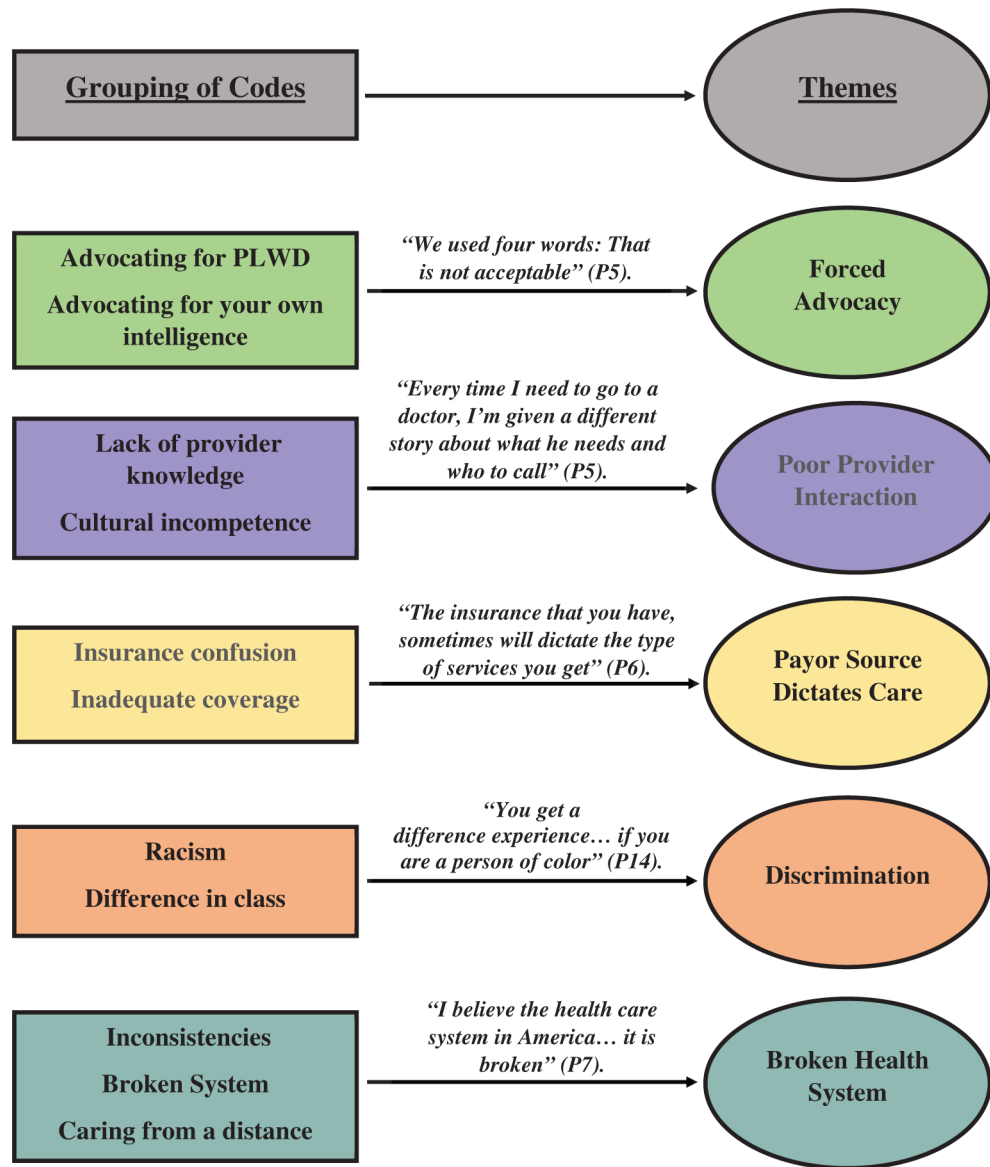 Grouping of Codes
Themes
Advocating for PLWD
Advocating for your own
intelligence
“We used four words: That
is not acceptable” (P5).
Forced
Advocacy
Lack of provider
knowledge
Cultural incompetence
“Every time I need to go to a
doctor, I’m given a different
story about what he needs and
who to call” (P5).
Poor Provider
Interaction
Insurance confusion
Inadequate coverage
“The insurance that you have,
sometimes will dictate the type
of services you get” (P6).
Payor Source
Dictates Care
Racism
Difference in class
“You get a
difference experience… if you
are a person of color” (P14).
Discrimination
Inconsistencies
Broken System
Caring from a distance
“I believe the health care
system in America… it is
broken” (P7).
Broken Health
System